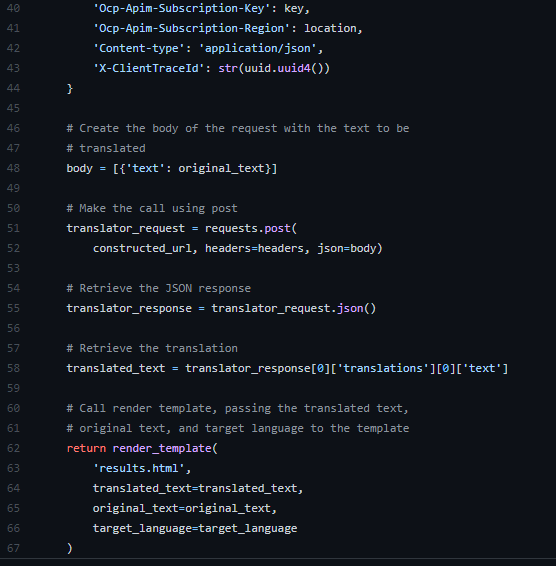 40 'Ocp-Apim-Subscription-Key': key,
41 'Ocp-Apim-Subscription-Region': location,
42 'Content-type': 'application/json',
43 'X-ClientTraceId': str(uuid.uuid4())
44 }
45
46 # Create the body of the request with the text to be
47 # translated
48 body = [{'text': original_text}]
49
50 # Make the call using post
51 translator_request = requests.post(
52 constructed_url, headers=headers, json=body)
53
54 # Retrieve the JSON response
55 translator_response = translator_request.json()
56
57 # Retrieve the translation
58 translated_text = translator_response[0]['translations'][0]['text']
59
60 # Call render template, passing the translated text,
61 # original text, and target language to the template
62 return render_template(
63 'results.html',
64 translated_text=translated_text,
65 original_text=original_text,
66 target_language=target_language
67 )